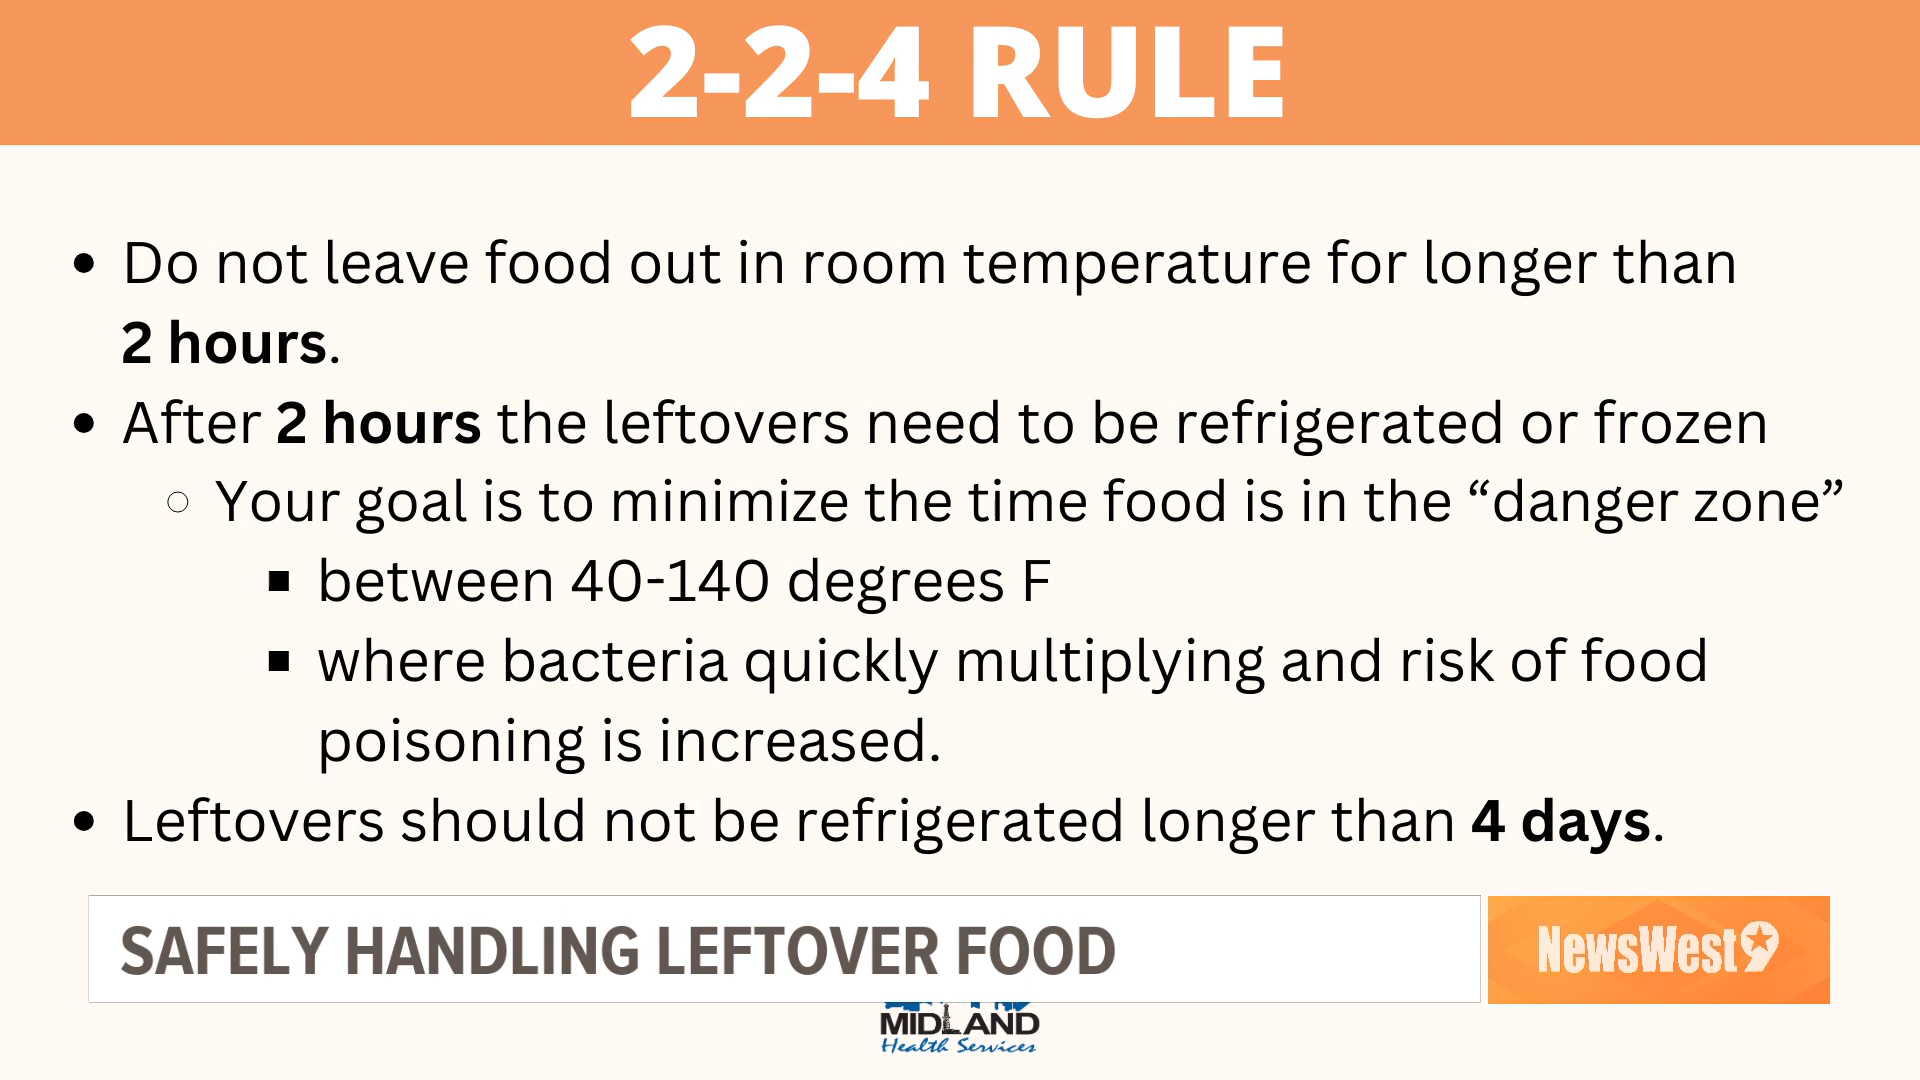 2-2-4 RULE
• Do not leave food out in room temperature for longer than
2 hours.
• After 2 hours the leftovers need to be refrigerated or frozen
○ Your goal is to minimize the time food is in the “danger zone”
■ between 40-140 degrees F
■ where bacteria quickly multiplying and risk of food
poisoning is increased.
• Leftovers should not be refrigerated longer than 4 days.
SAFELY HANDLING LEFTOVER FOOD
NewsWest9
MIDLAND
Health Services